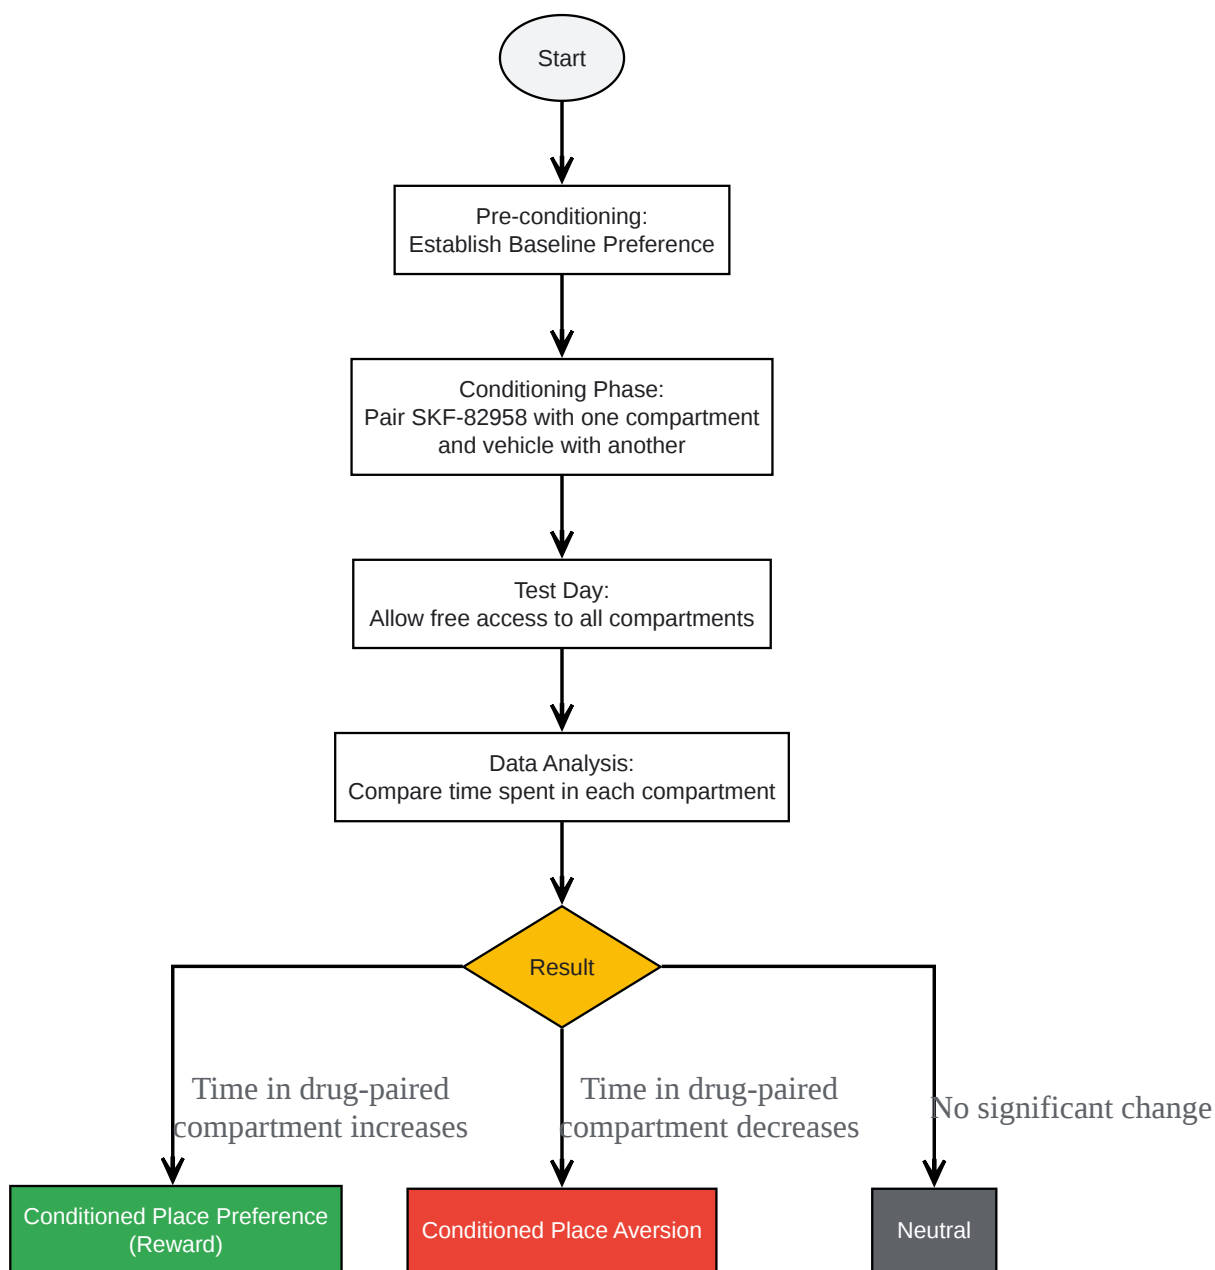 Start
Pre-conditioning:
Establish Baseline Preference
Conditioning Phase:
Pair SKF-82958 with one compartment
and vehicle with another
Test Day:
Allow free access to all compartments
Data Analysis:
Compare time spent in each compartment
Result
Time in drug-paired
compartment increases
Time in drug-paired
compartment decreases
No significant change
Conditioned Place Preference
(Reward)
Conditioned Place Aversion
Neutral